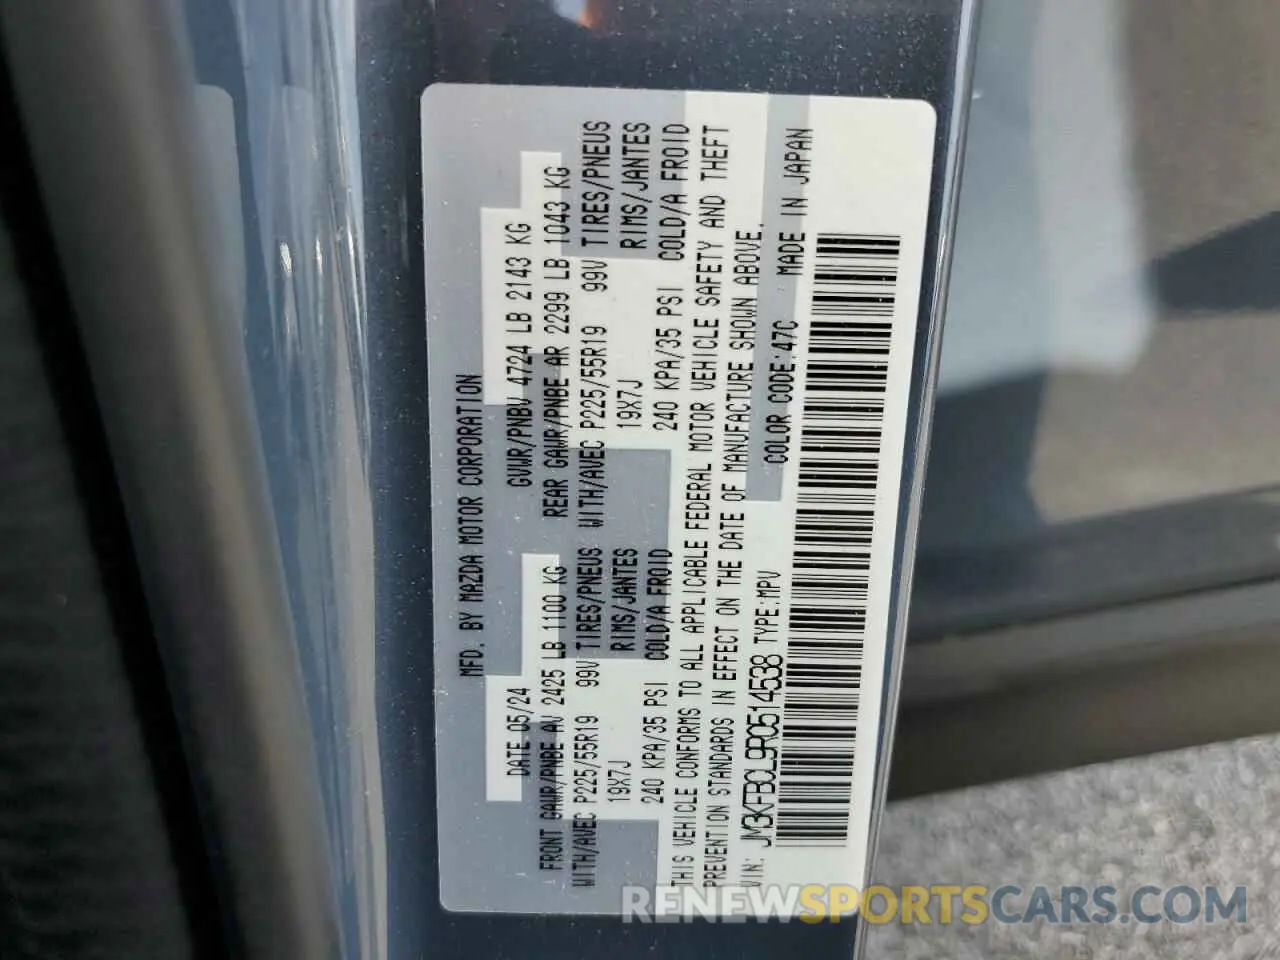 MFD. BY MAZDA MOTOR CORPORATION
DATE 05/24 GVWR/PNBV 4724 LB 2143 KG
FRONT GAWR/PNBE AV 2425 LB 1100 KG REAR GAWR/PNBE AR 2299 LB 1043 KG
WITH/AVEC P225/55R19 99V TIRES/PNEUS WITH/AVEC P225/55R19 99V TIRES/PNEUS
19X7J RIMS/JANTES 19X7J RIMS/JANTES
240 KPA/35 PSI COLD/A FROID 240 KPA/35 PSI COLD/A FROID
THIS VEHICLE CONFORMS TO ALL APPLICABLE FEDERAL MOTOR VEHICLE SAFETY AND THEFT
PREVENTION STANDARDS IN EFFECT ON THE DATE OF MANUFACTURE SHOWN ABOVE.
VIN: JM3KFBCL9R0514538 TYPE:MPV COLOR CODE:47C MADE IN JAPAN
RENEWSPORTSCARS.COM